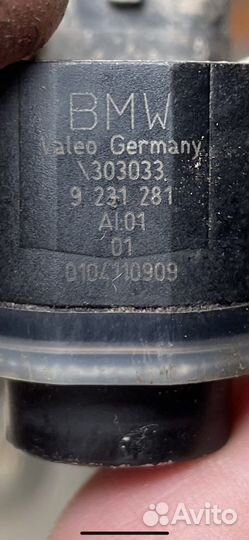 BMW
Valeo Germany
\303033
9 231 281
AI.01
01
0104110909
Avito